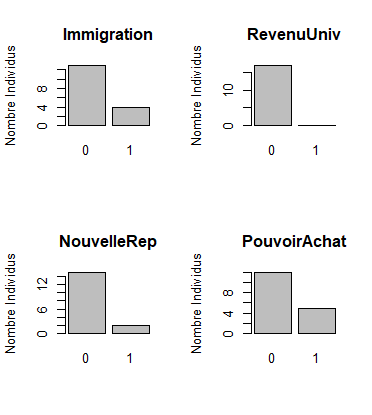 Immigration
Nombre Individus
0 4 8
0 1
RevenuUniv
Nombre Individus
0 10
0 1
NouvelleRep
Nombre Individus
0 4 12
0 1
PouvoirAchat
Nombre Individus
0 4 8
0 1